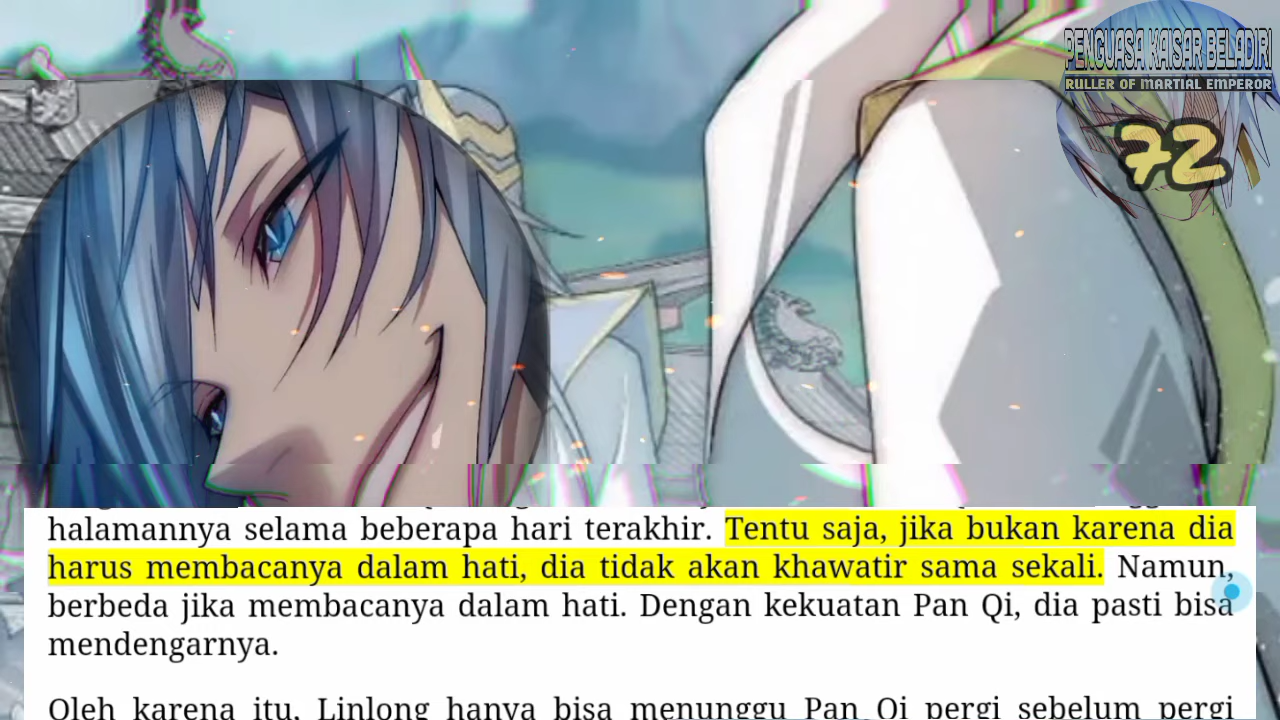 PENGUASA KAISAR BELADIRI
RULLER OF MARTIAL EMPEROR
72
halamannya selama beberapa hari terakhir. Tentu saja, jika bukan karena dia
harus membacanya dalam hati, dia tidak akan khawatir sama sekali. Namun,
berbeda jika membacanya dalam hati. Dengan kekuatan Pan Qi, dia pasti bisa
mendengarnya.
Oleh karena itu, Linlong hanya bisa menunggu Pan Qi pergi sebelum pergi